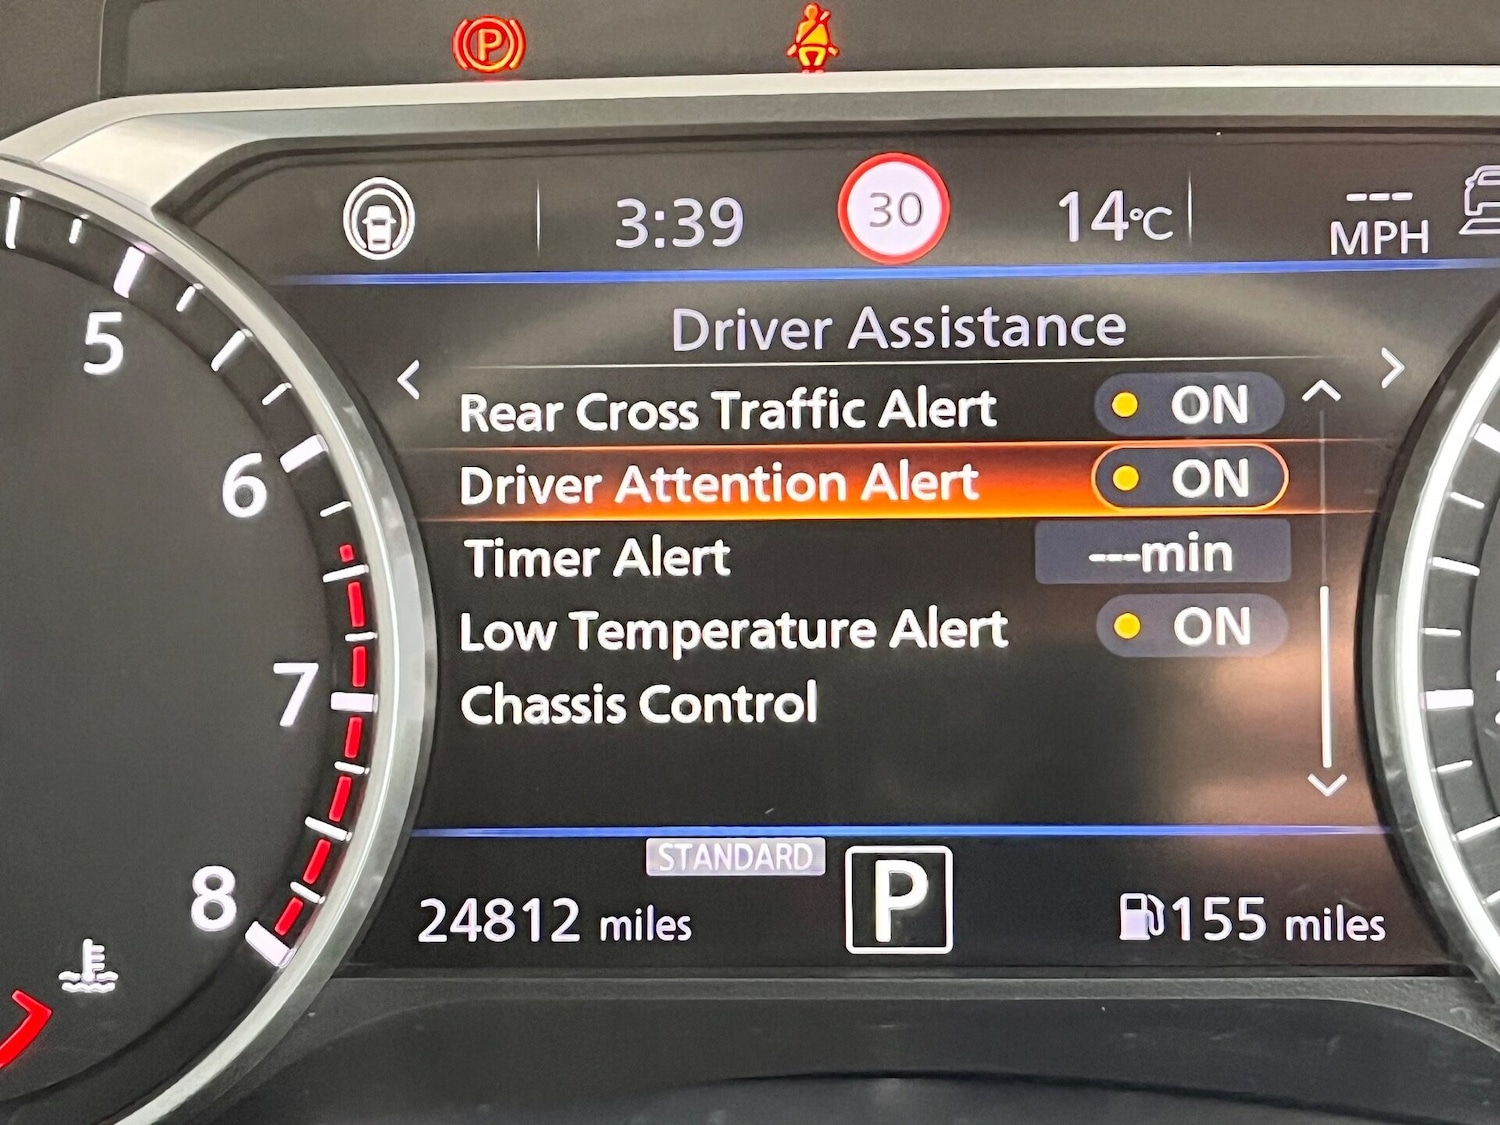 P
3:39
30
14°C
---
MPH
Driver Assistance
Rear Cross Traffic Alert ON
Driver Attention Alert ON
Timer Alert ---min
Low Temperature Alert ON
Chassis Control
STANDARD
P
24812 miles
155 miles
5
6
7
8